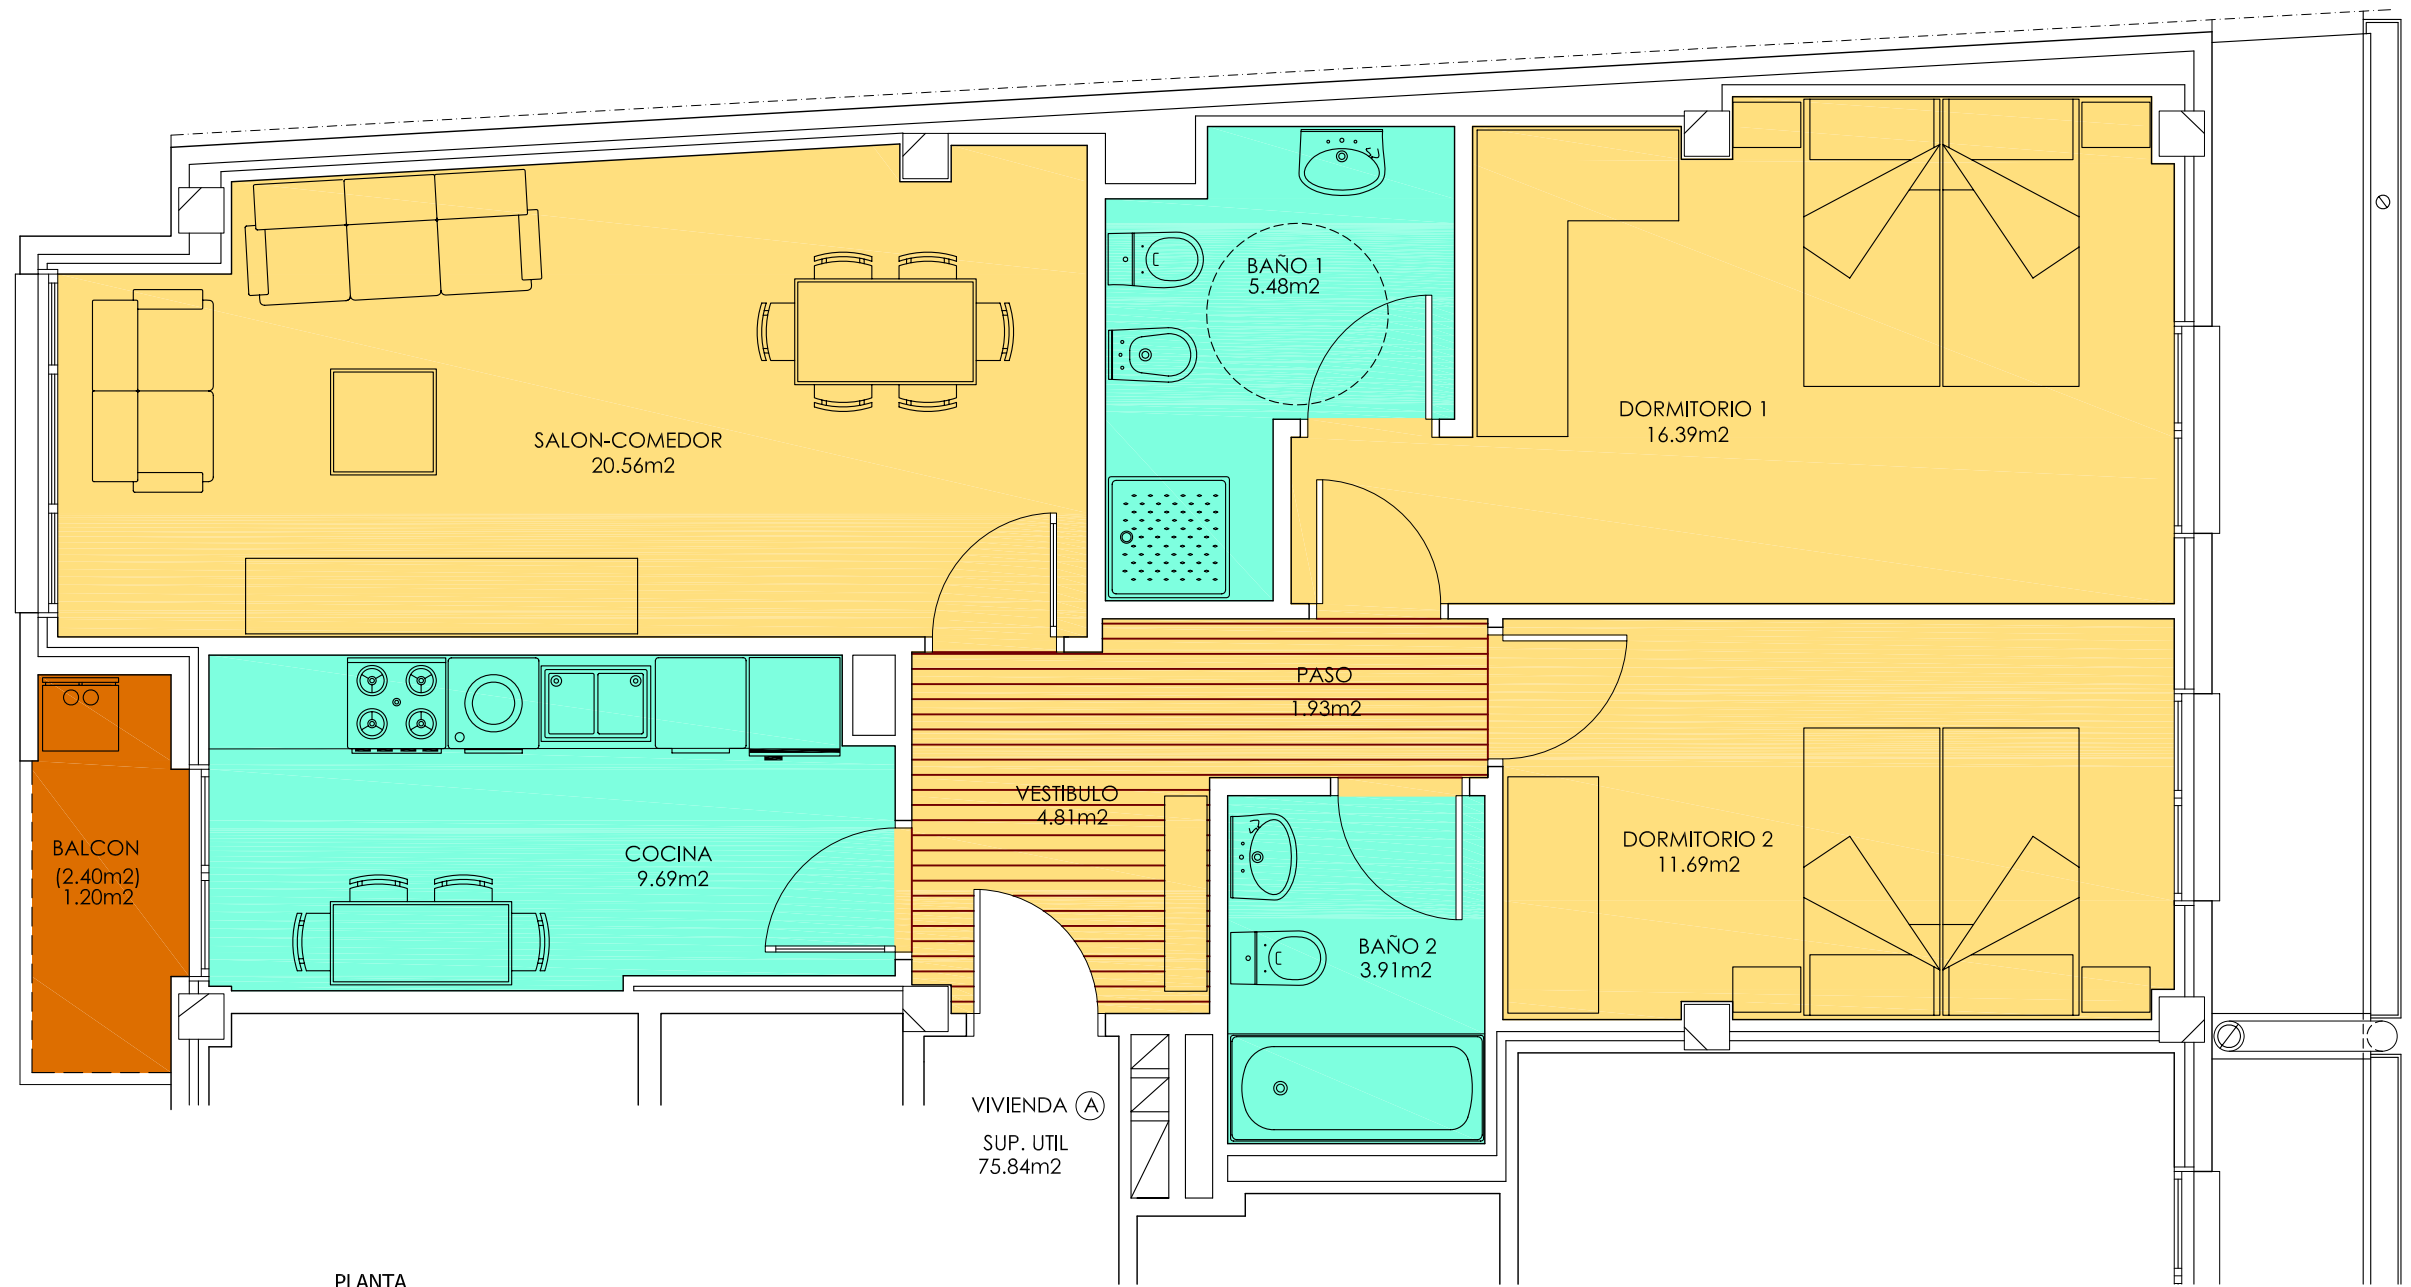 BAÑO 1
5.48m2
DORMITORIO 1
16.39m2
SALON-COMEDOR
20.56m2
PASO
1.93m2
VESTIBULO
4.81m2
BALCON
(2.40m2)
1.20m2
COCINA
9.69m2
DORMITORIO 2
11.69m2
BAÑO 2
3.91m2
VIVIENDA A
SUP. UTIL
75.84m2
PLANTA